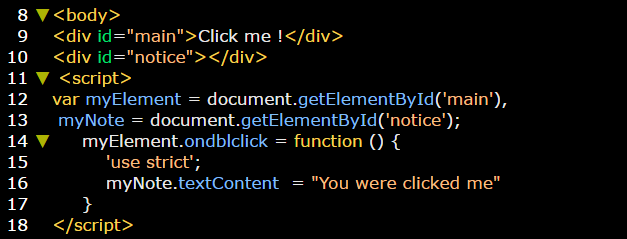 8 ▼ <body>
9 <div id="main">Click me !</div>
10 <div id="notice"></div>
11 ▼ <script>
12 var myElement = document.getElementById('main'),
13 myNote = document.getElementById('notice');
14 ▼ myElement.ondblclick = function () {
15 'use strict';
16 myNote.textContent  = "You were clicked me"
17 }
18 </script>